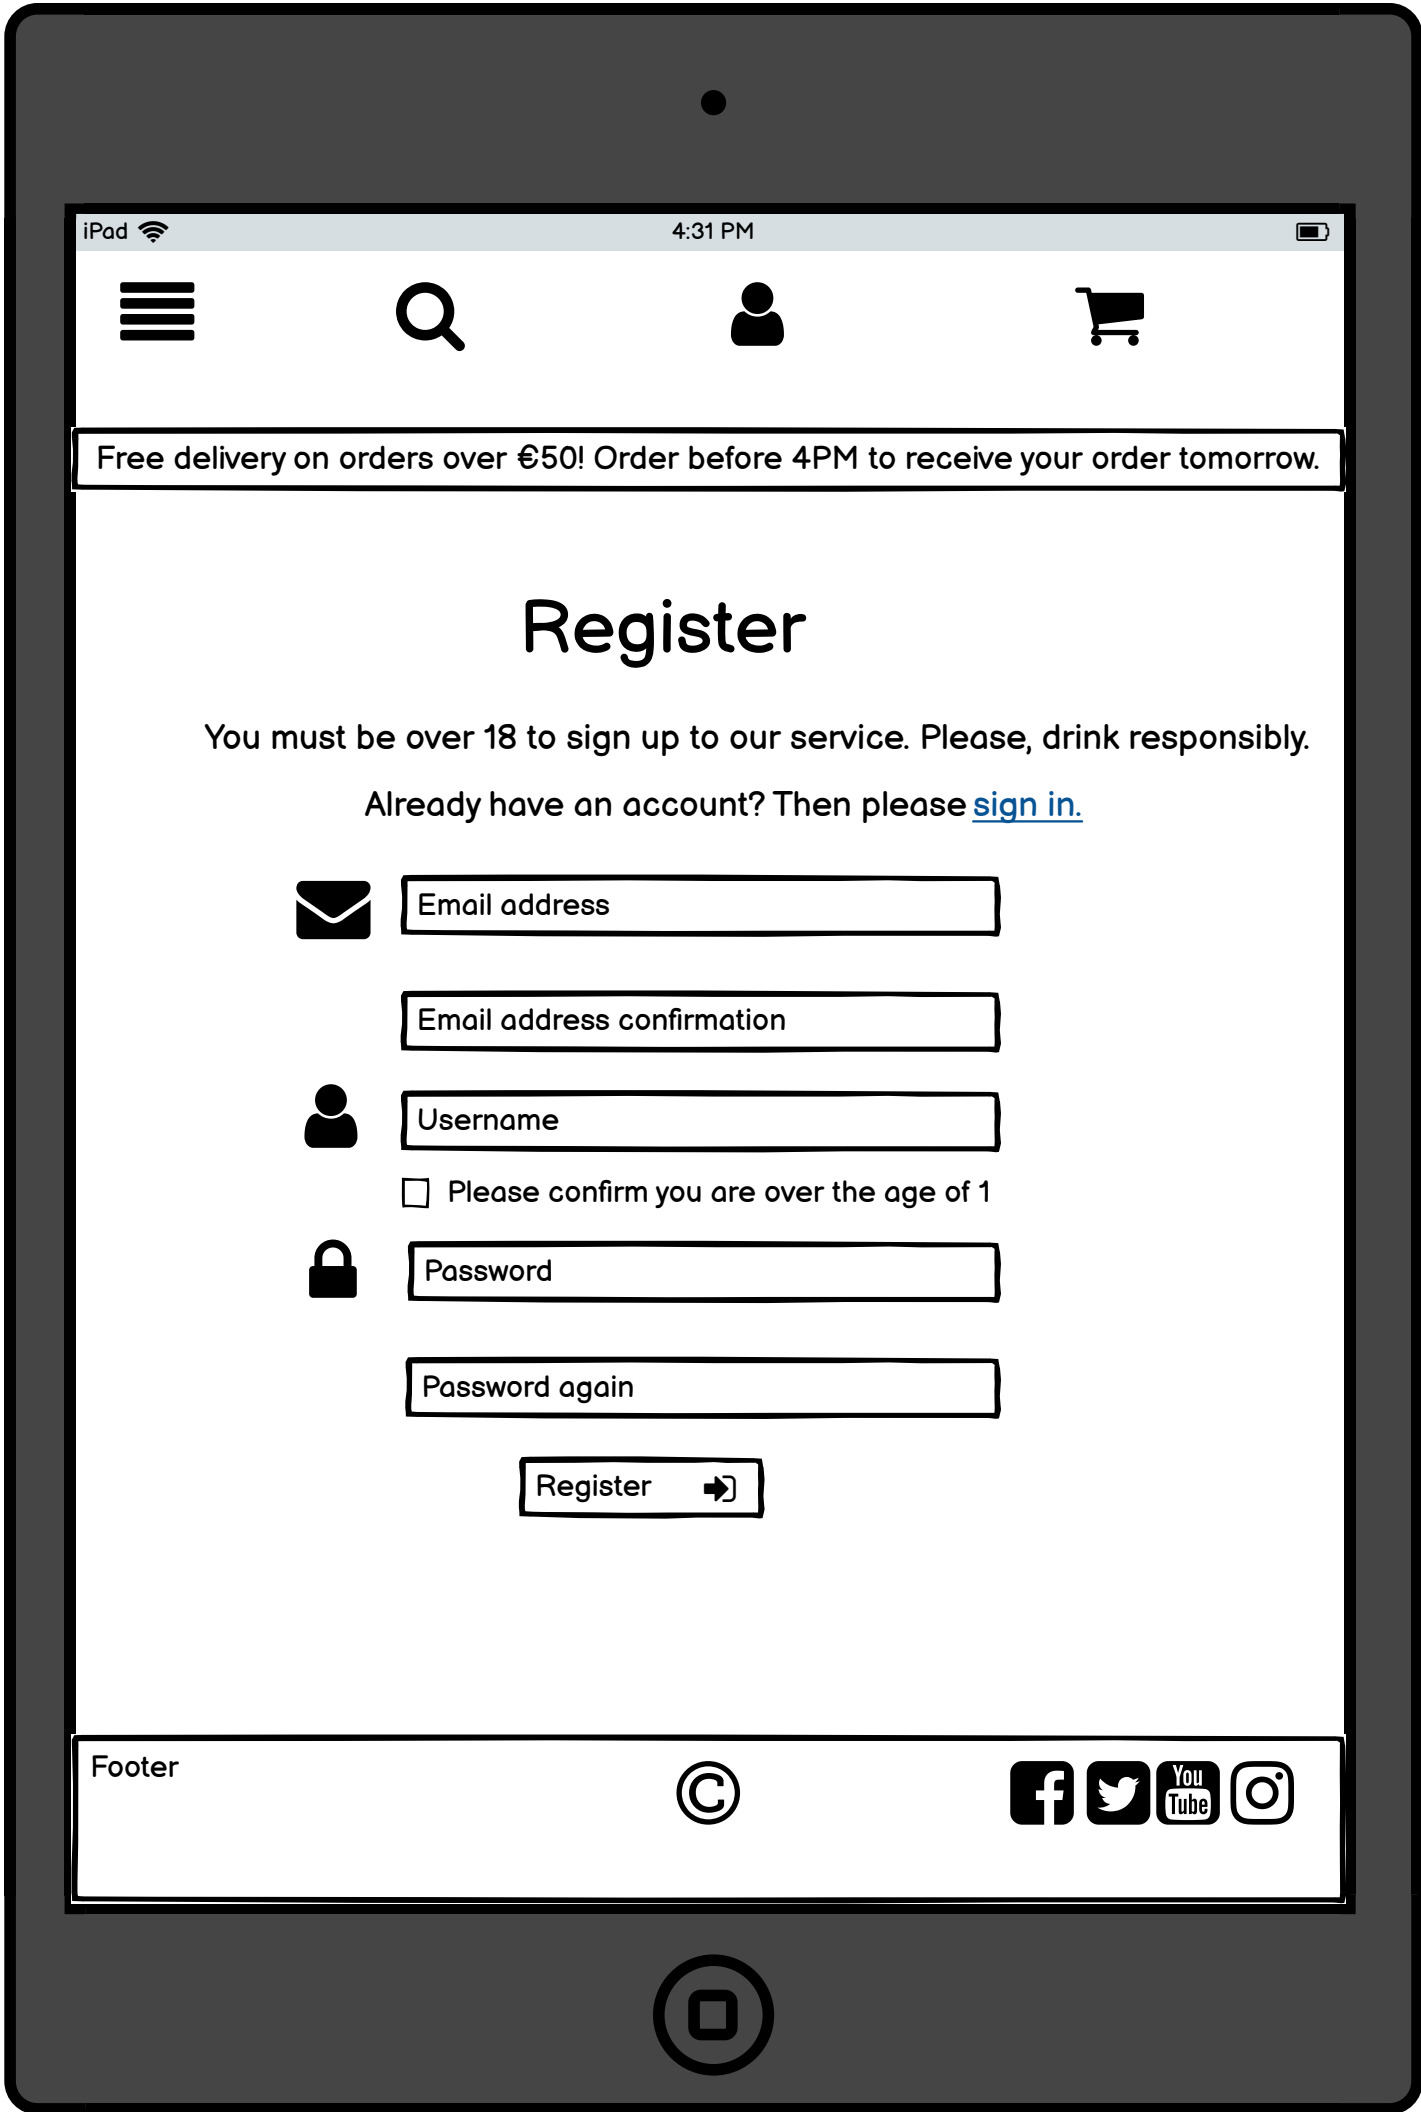 iPad 4:31 PM
Free delivery on orders over €50! Order before 4PM to receive your order tomorrow.
Register
You must be over 18 to sign up to our service. Please, drink responsibly.
Already have an account? Then please sign in.
Email address
Email address confirmation
Username
Please confirm you are over the age of 1
Password
Password again
Register
Footer
©
You
Tube